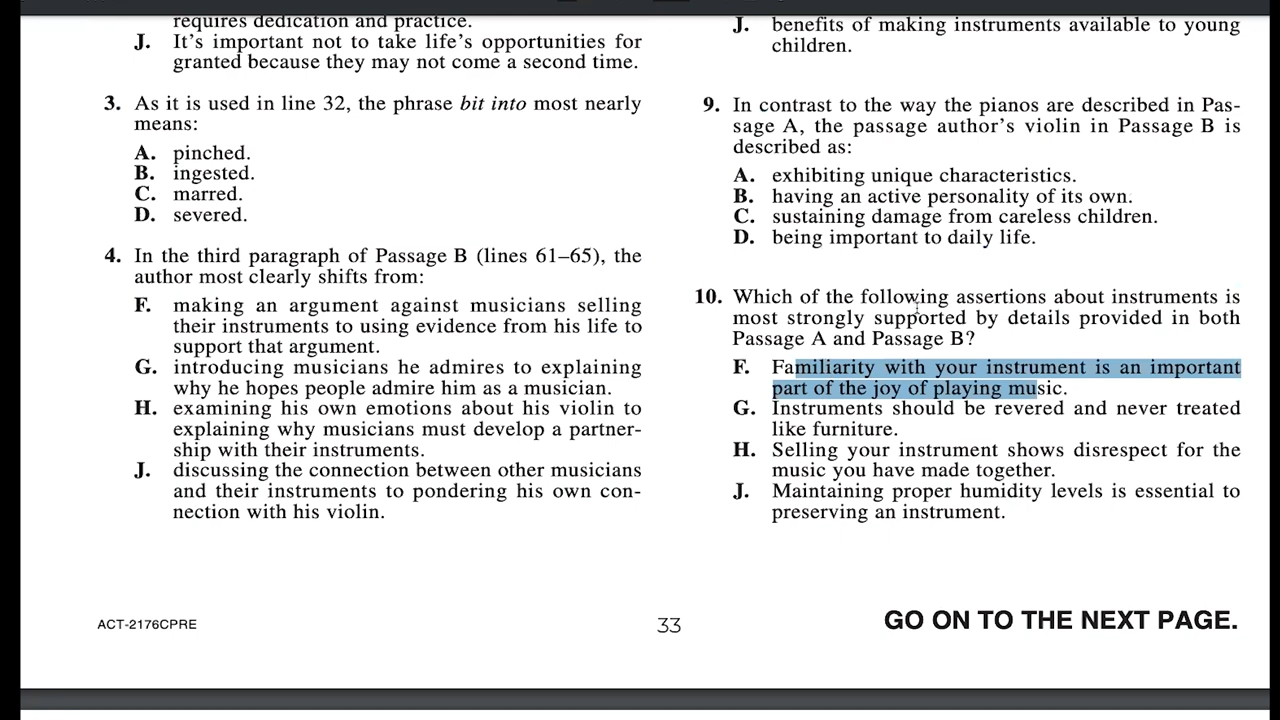 requires dedication and practice.
J. It's important not to take life's opportunities for
granted because they may not come a second time.
3. As it is used in line 32, the phrase bit into most nearly
means:
A. pinched.
B. ingested.
C. marred.
D. severed.
4. In the third paragraph of Passage B (lines 61–65), the
author most clearly shifts from:
F. making an argument against musicians selling
their instruments to using evidence from his life to
support that argument.
G. introducing musicians he admires to explaining
why he hopes people admire him as a musician.
H. examining his own emotions about his violin to
explaining why musicians must develop a partner-
ship with their instruments.
J. discussing the connection between other musicians
and their instruments to pondering his own con-
nection with his violin.
J. benefits of making instruments available to young
children.
9. In contrast to the way the pianos are described in Pas-
sage A, the passage author's violin in Passage B is
described as:
A. exhibiting unique characteristics.
B. having an active personality of its own.
C. sustaining damage from careless children.
D. being important to daily life.
10. Which of the following assertions about instruments is
most strongly supported by details provided in both
Passage A and Passage B?
F. Familiarity with your instrument is an important
part of the joy of playing music.
G. Instruments should be revered and never treated
like furniture.
H. Selling your instrument shows disrespect for the
music you have made together.
J. Maintaining proper humidity levels is essential to
preserving an instrument.
ACT-2176CPRE
33
GO ON TO THE NEXT PAGE.